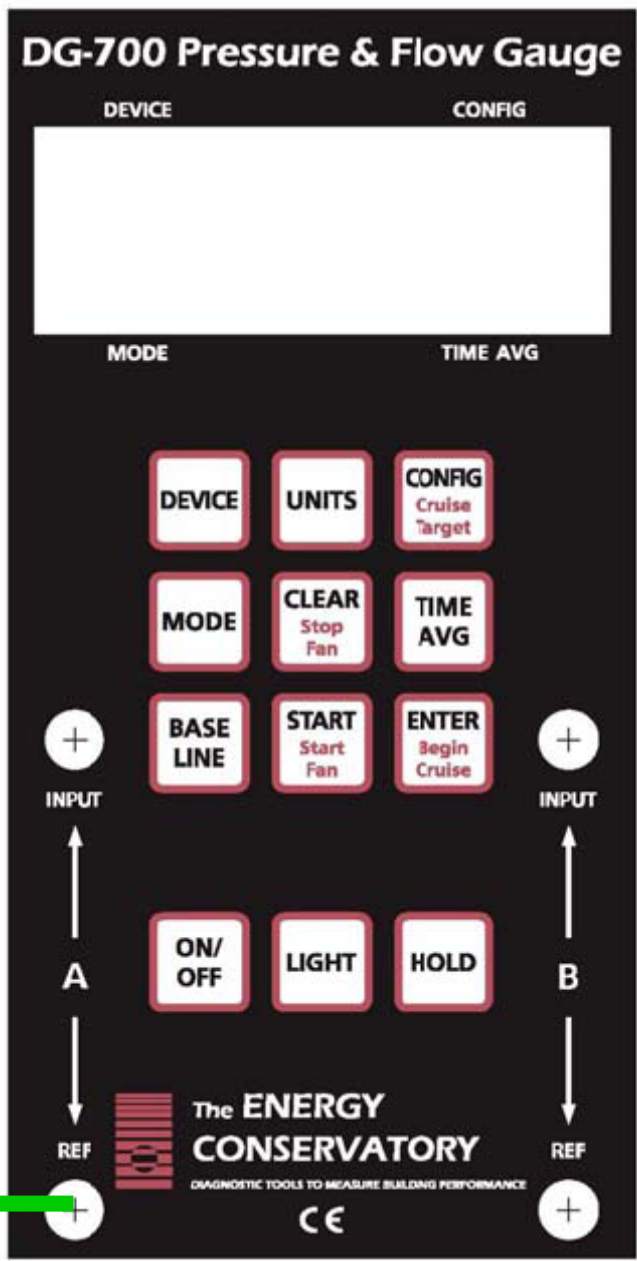 DG-700 Pressure & Flow Gauge
DEVICE CONFIG
MODE TIME AVG
DEVICE
UNITS
CONFIG
Cruise
Target
MODE
CLEAR
Stop
Fan
TIME
AVG
BASE
LINE
START
Start
Fan
ENTER
Begin
Cruise
INPUT
INPUT
ON/
OFF
LIGHT
HOLD
A
B
The ENERGY
CONSERVATORY
DIAGNOSTIC TOOLS TO MEASURE BUILDING PERFORMANCE
REF
REF
CE